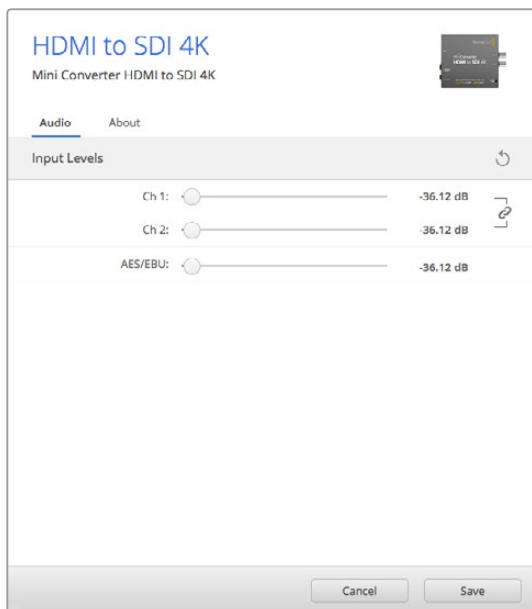 HDMI to SDI 4K
Mini Converter HDMI to SDI 4K
Audio About
Input Levels
Ch 1: -36.12 dB
Ch 2: -36.12 dB
AES/EBU: -36.12 dB
Cancel Save